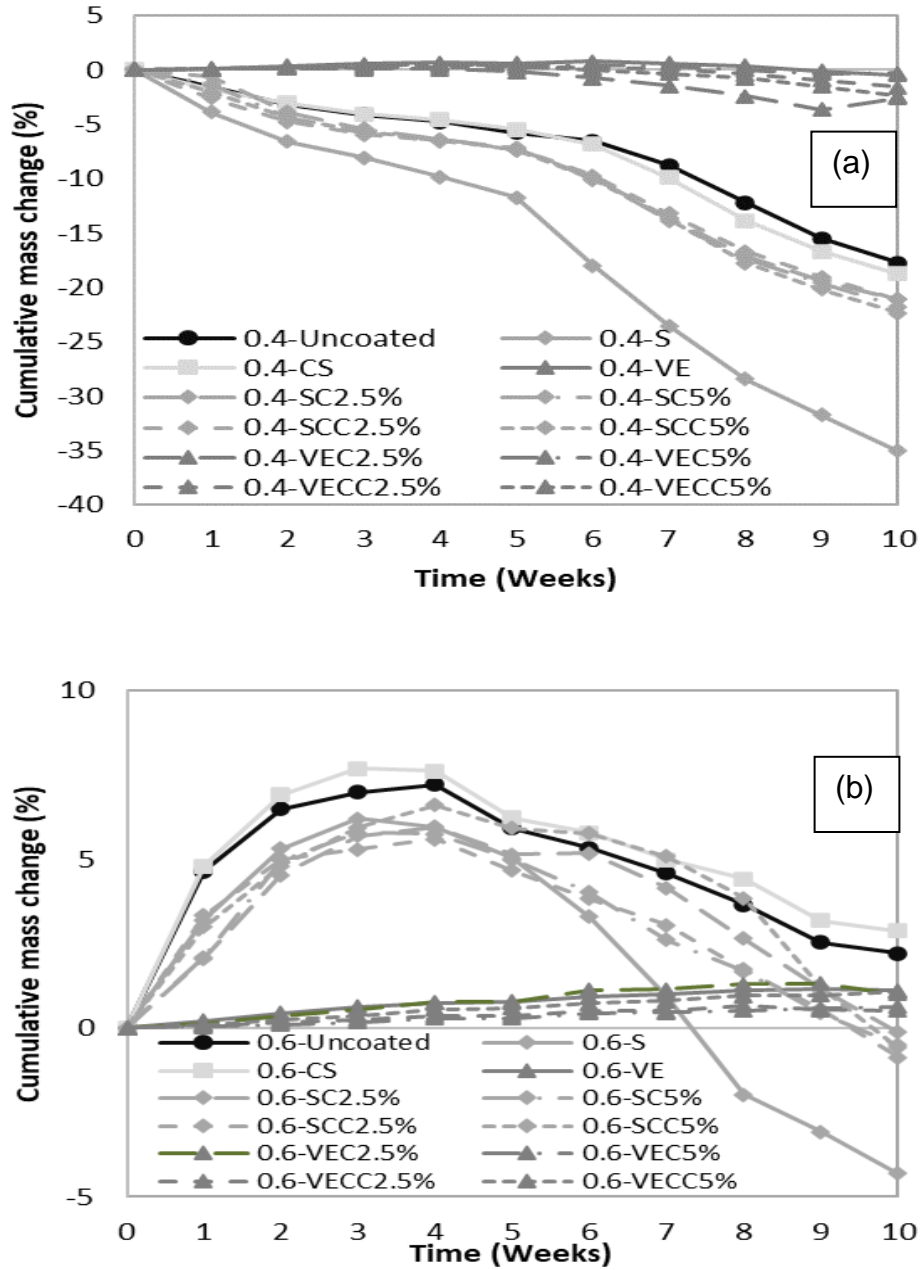 5
0
-5
-10
-15
-20
-25
-30
-35
-40
Cumulative mass change (%)
(a)
0.4-Uncoated 0.4-S
0.4-CS 0.4-VE
0.4-SC2.5% 0.4-SC5%
0.4-SCC2.5% 0.4-SCC5%
0.4-VEC2.5% 0.4-VEC5%
0.4-VECC2.5% 0.4-VECC5%
0 1 2 3 4 5 6 7 8 9 10
Time (Weeks)
10
5
0
-5
Cumulative mass change (%)
(b)
0.6-Uncoated 0.6-S
0.6-CS 0.6-VE
0.6-SC2.5% 0.6-SC5%
0.6-SCC2.5% 0.6-SCC5%
0.6-VEC2.5% 0.6-VEC5%
0.6-VECC2.5% 0.6-VECC5%
0 1 2 3 4 5 6 7 8 9 10
Time (Weeks)